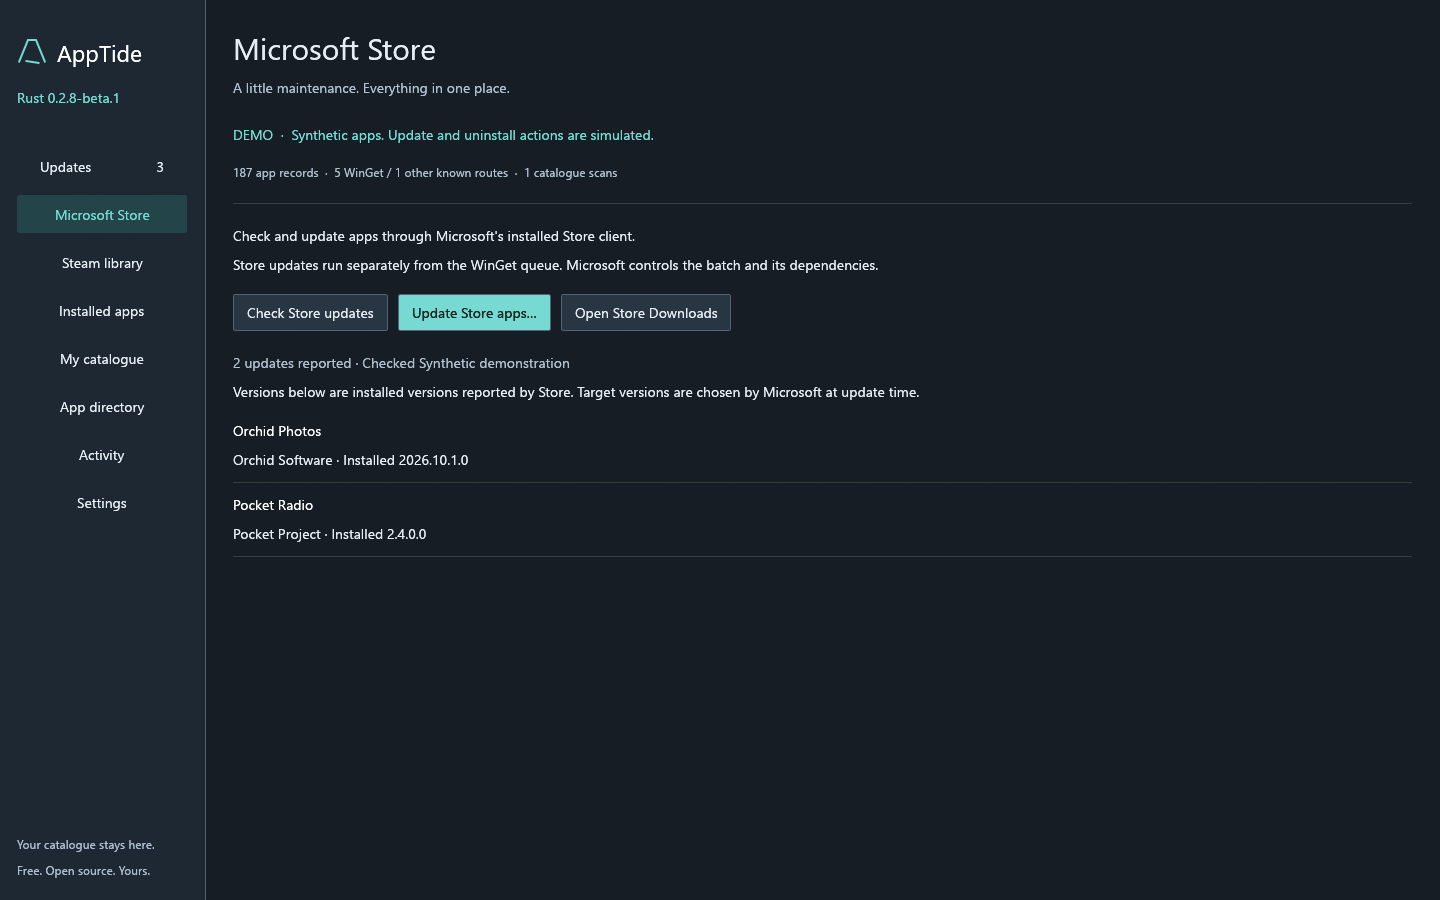 AppTide
Rust 0.2.8-beta.1
Updates 3
Microsoft Store
Steam library
Installed apps
My catalogue
App directory
Activity
Settings
Your catalogue stays here.
Free. Open source. Yours.
Microsoft Store
A little maintenance. Everything in one place.
DEMO · Synthetic apps. Update and uninstall actions are simulated.
187 app records · 5 WinGet / 1 other known routes · 1 catalogue scans
Check and update apps through Microsoft's installed Store client.
Store updates run separately from the WinGet queue. Microsoft controls the batch and its dependencies.
Check Store updates Update Store apps... Open Store Downloads
2 updates reported · Checked Synthetic demonstration
Versions below are installed versions reported by Store. Target versions are chosen by Microsoft at update time.
Orchid Photos
Orchid Software · Installed 2026.10.1.0
Pocket Radio
Pocket Project · Installed 2.4.0.0